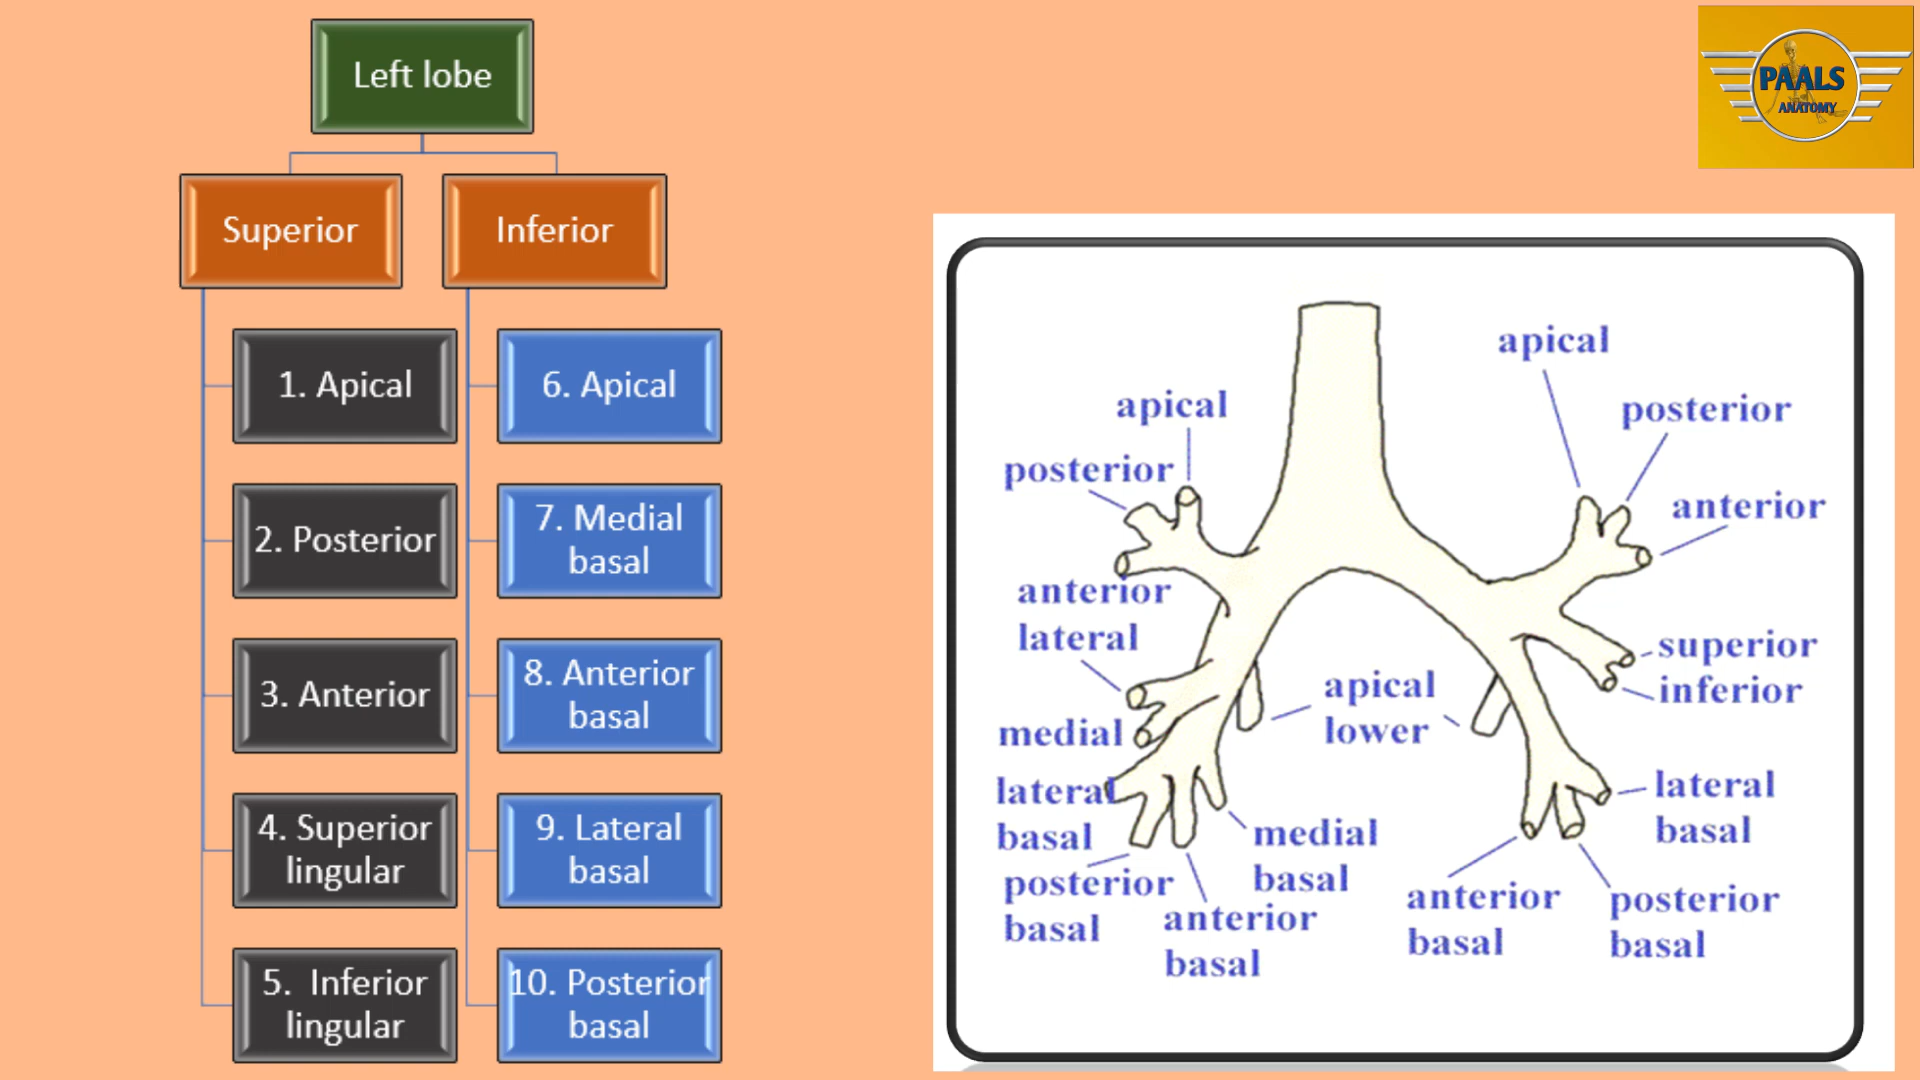 Left lobe
Superior
Inferior
1. Apical
2. Posterior
3. Anterior
4. Superior
lingular
5. Inferior
lingular
6. Apical
7. Medial
basal
8. Anterior
basal
9. Lateral
basal
10. Posterior
basal
PAALS
ANATOMY
apical
posterior
anterior
lateral
medial
lateral
basal
posterior
basal
anterior
basal
medial
basal
apical
lower
apical
posterior
anterior
superior
inferior
lateral
basal
anterior
basal
posterior
basal